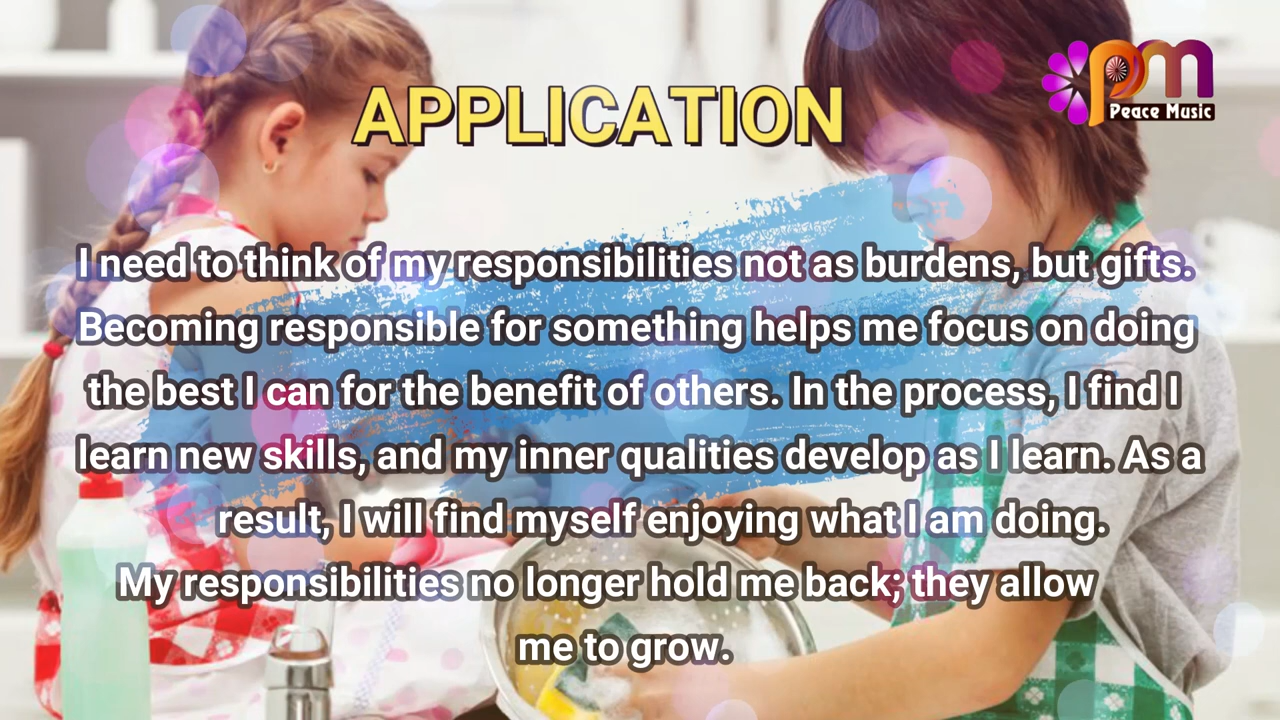 APPLICATION
pm
Peace Music
I need to think of my responsibilities not as burdens, but gifts.
Becoming responsible for something helps me focus on doing
the best I can for the benefit of others. In the process, I find I
learn new skills, and my inner qualities develop as I learn. As a
result, I will find myself enjoying what I am doing.
My responsibilities no longer hold me back; they allow
me to grow.